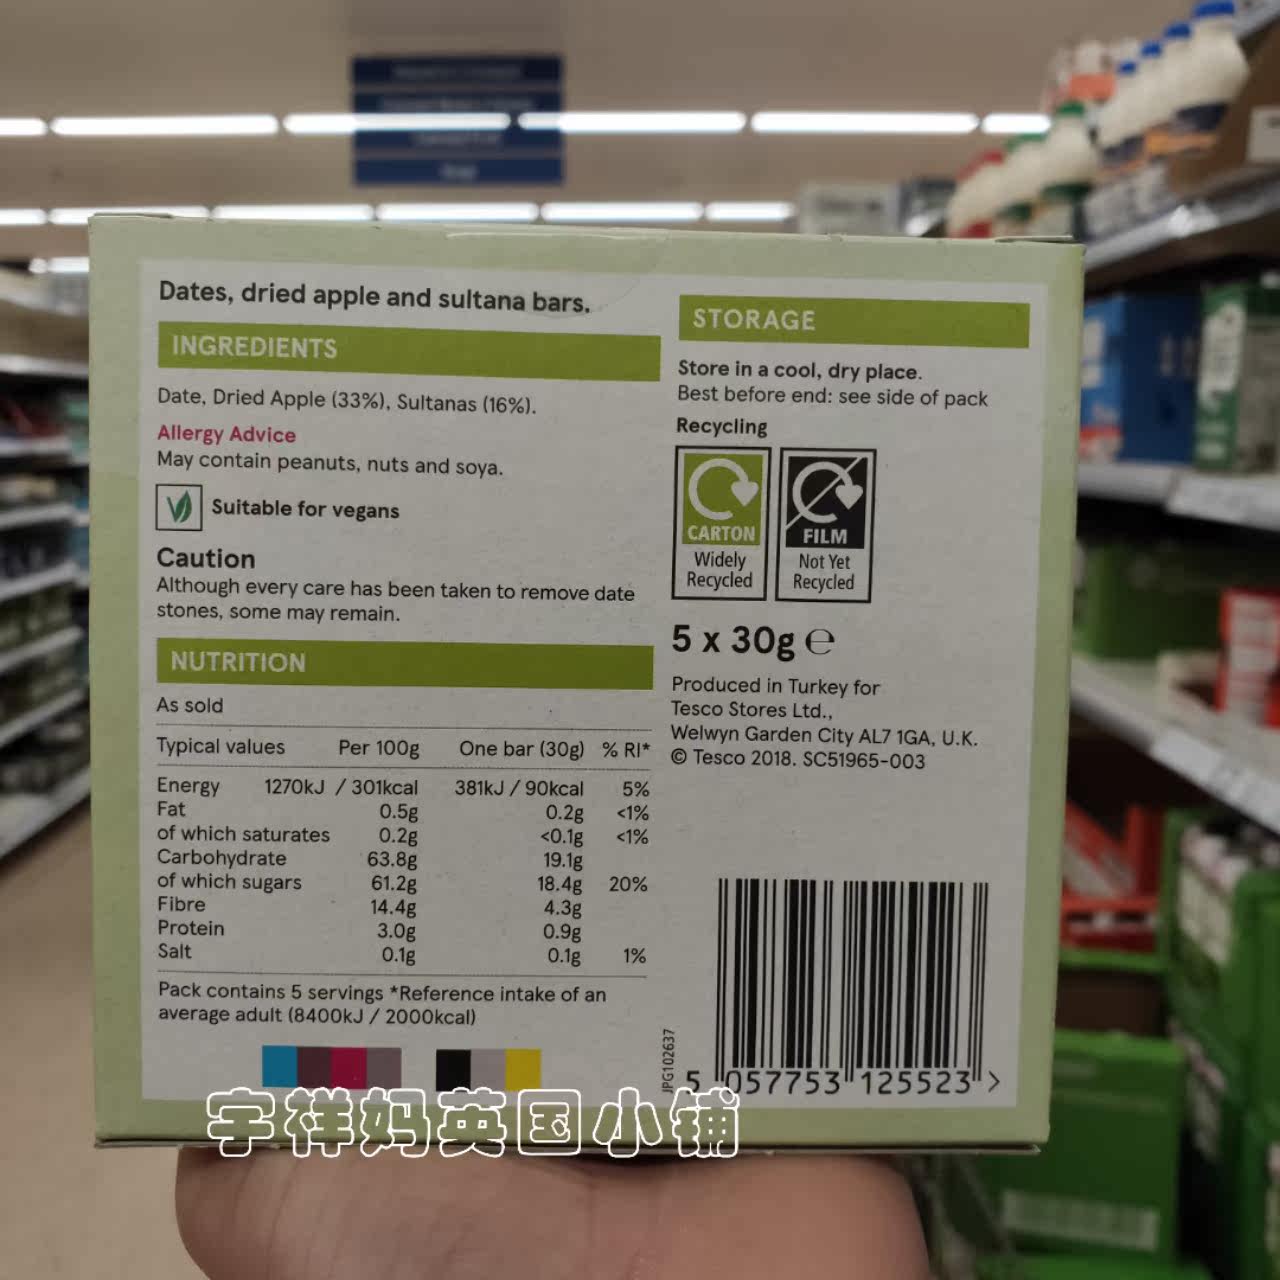 Dates, dried apple and sultana bars.
INGREDIENTS
Date, Dried Apple (33%), Sultanas (16%).
Allergy Advice
May contain peanuts, nuts and soya.
Suitable for vegans
Caution
Although every care has been taken to remove date
stones, some may remain.
NUTRITION
As sold
Typical values Per 100g One bar (30g) % RI*
Energy 1270kJ / 301kcal 381kJ / 90kcal 5%
Fat 0.5g 0.2g <1%
of which saturates 0.2g <0.1g <1%
Carbohydrate 63.8g 19.1g
of which sugars 61.2g 18.4g 20%
Fibre 14.4g 4.3g
Protein 3.0g 0.9g
Salt 0.1g 0.1g 1%
Pack contains 5 servings *Reference intake of an
average adult (8400kJ / 2000kcal)
STORAGE
Store in a cool, dry place.
Best before end: see side of pack
Recycling
CARTON
Widely
Recycled
FILM
Not Yet
Recycled
5 x 30g ℮
Produced in Turkey for
Tesco Stores Ltd.,
Welwyn Garden City AL7 1GA, U.K.
© Tesco 2018. SC51965-003
JPG102637
5 057753 125523 >
宇祥妈英国小铺